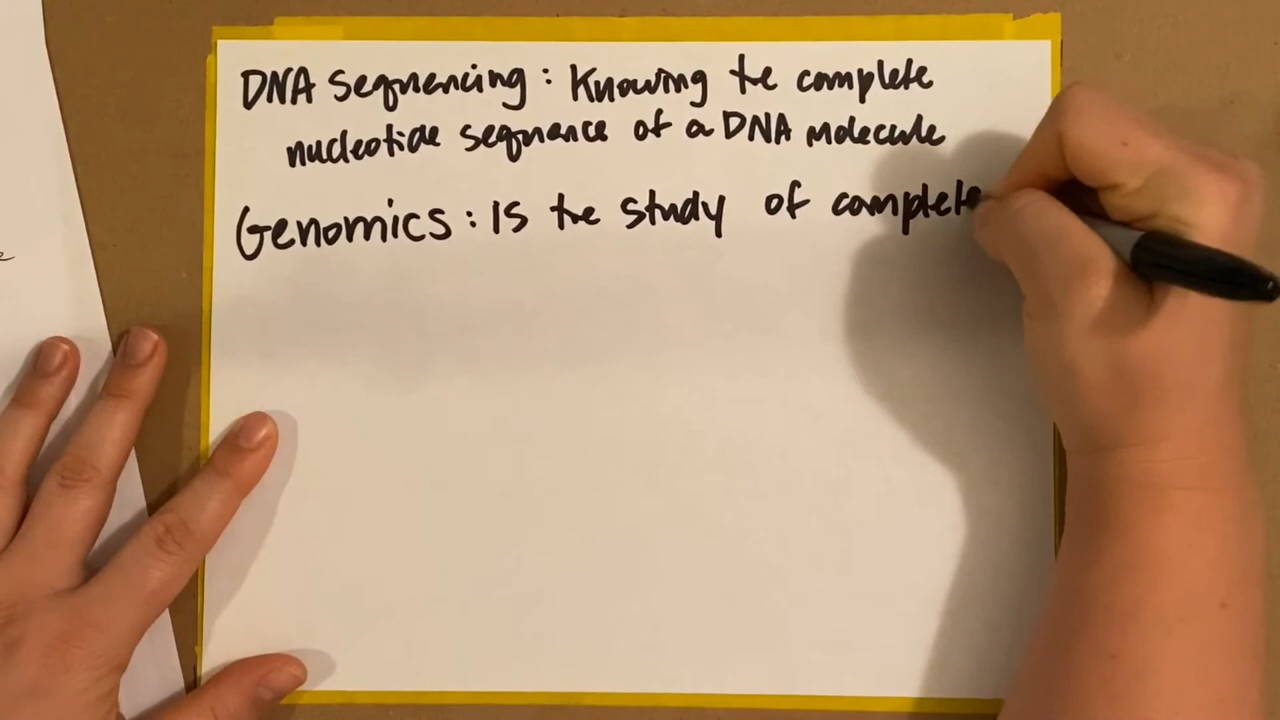 DNA Sequencing: Knowing the complete
nucleotide sequence of a DNA molecule
Genomics: Is the study of complete